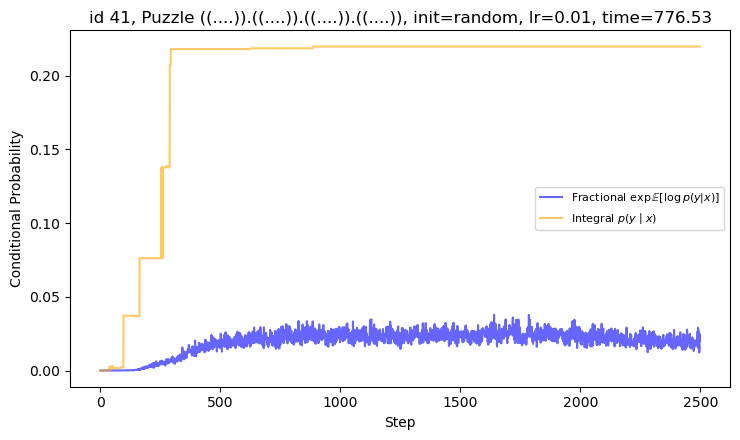 id 41, Puzzle ((....)).((....)).((....)).((....)), init=random, lr=0.01, time=776.53
Conditional Probability
0.20
0.15
0.10
0.05
0.00
Fractional exp𝔼[log p(y|x)]
Integral p(y | x)
0
500
1000
1500
2000
2500
Step